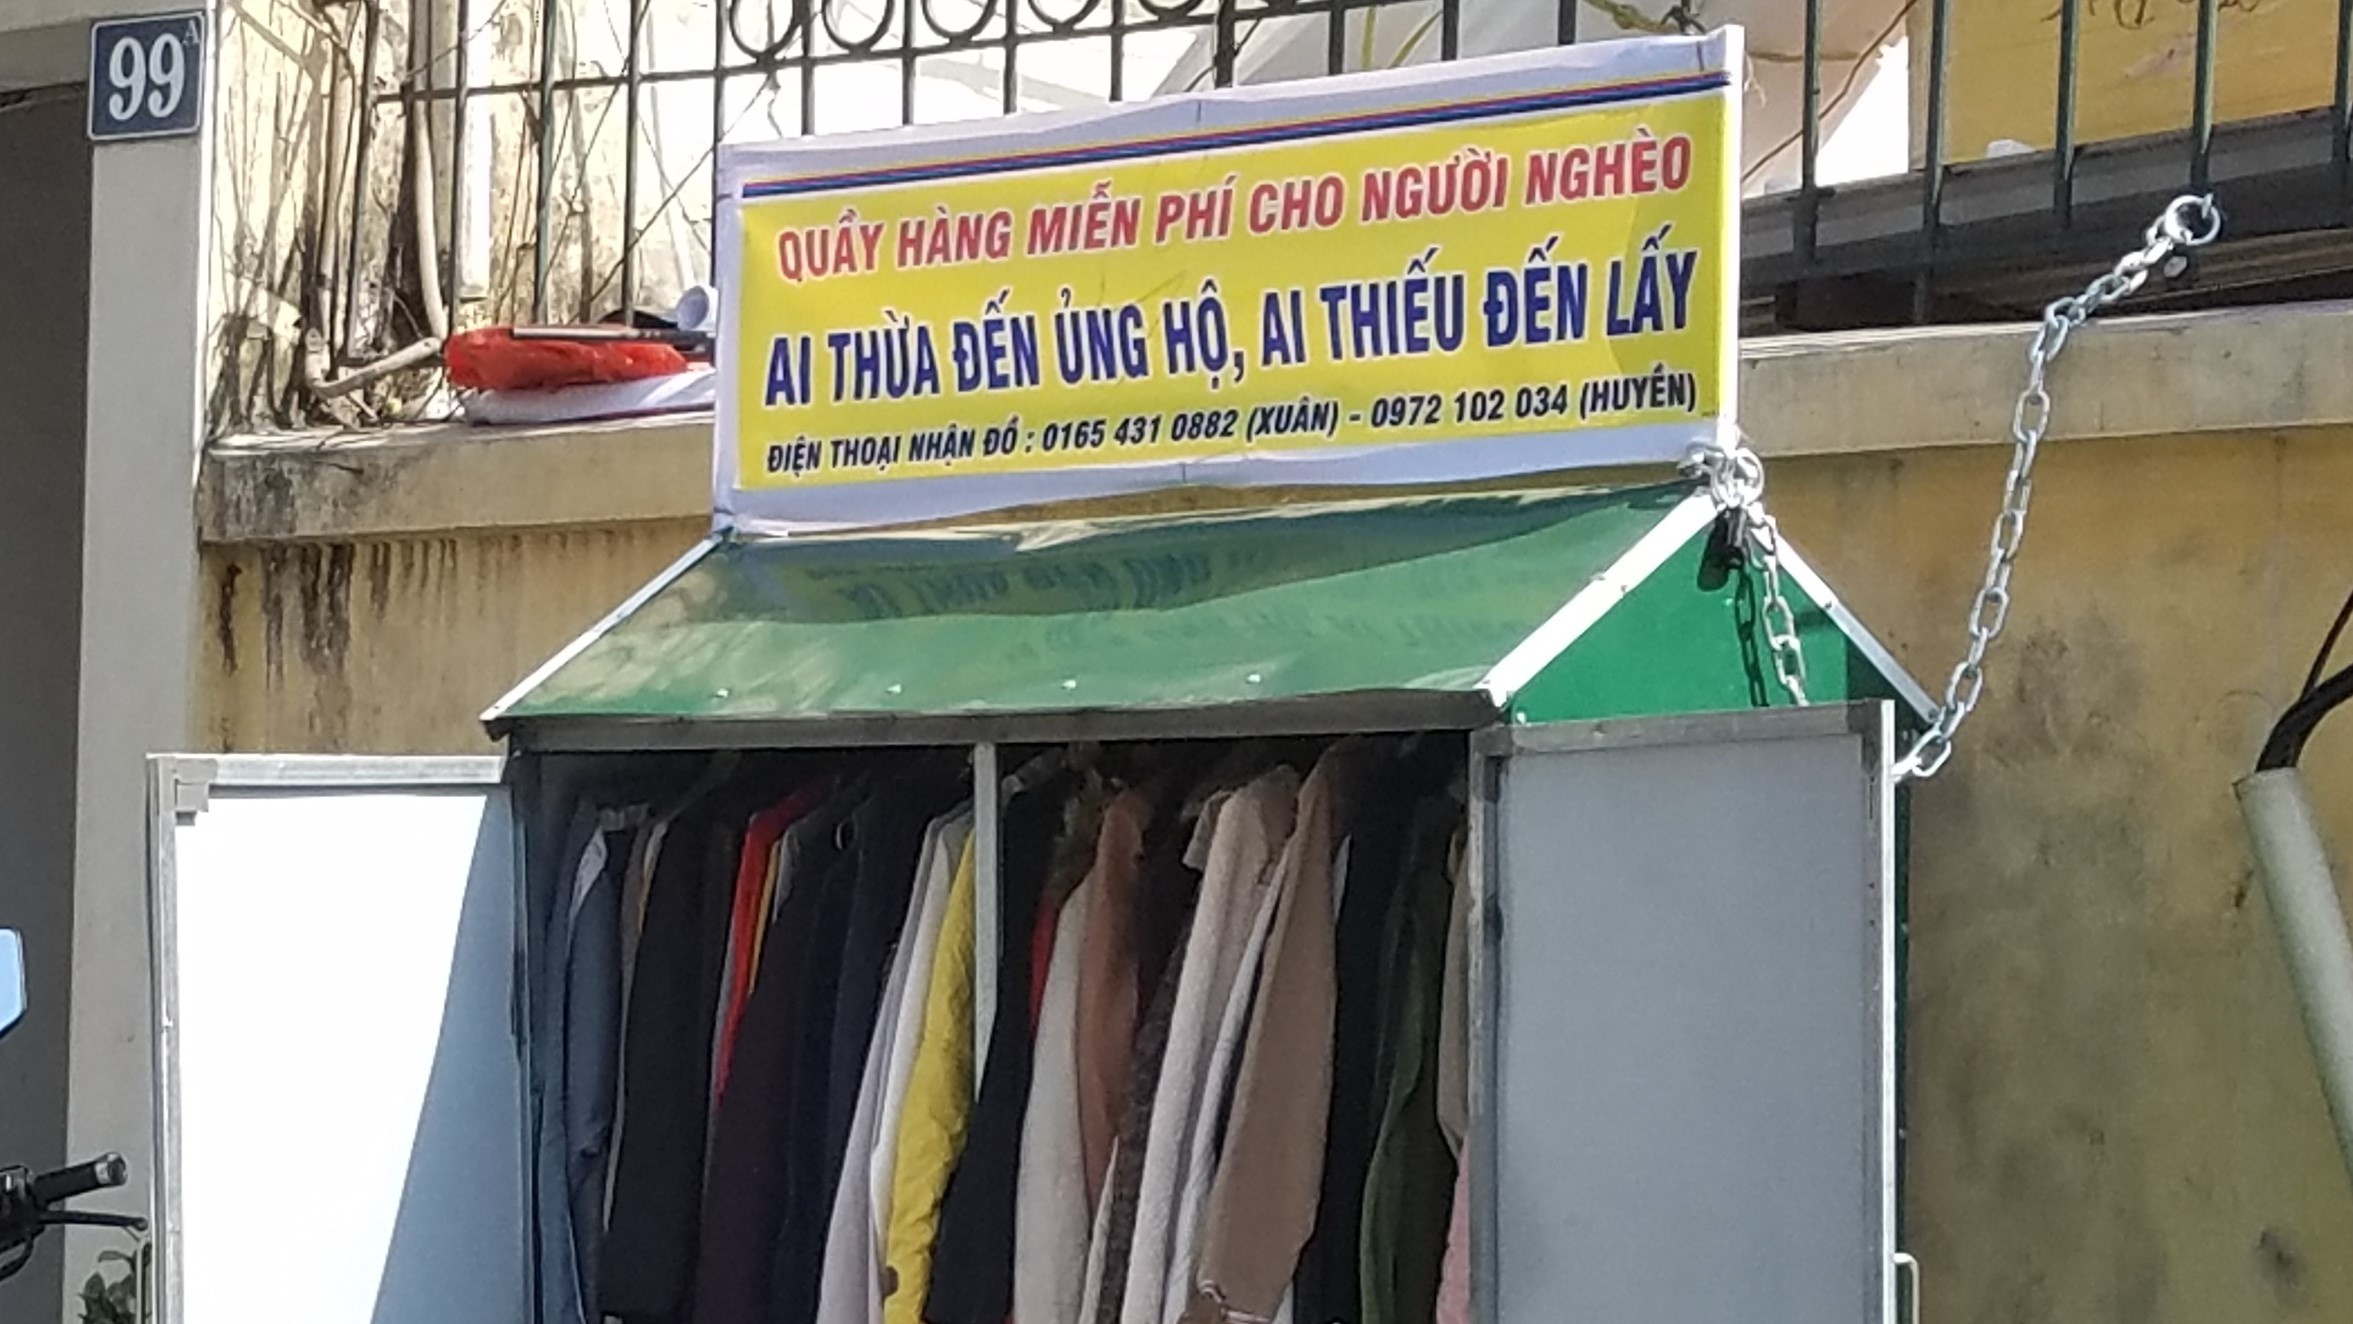 99A
QUẦY HÀNG MIỄN PHÍ CHO NGƯỜI NGHÈO
AI THỪA ĐẾN ỦNG HỘ, AI THIẾU ĐẾN LẤY
ĐIỆN THOẠI NHẬN ĐỒ : 0165 431 0882 (XUÂN) - 0972 102 034 (HUYỀN)